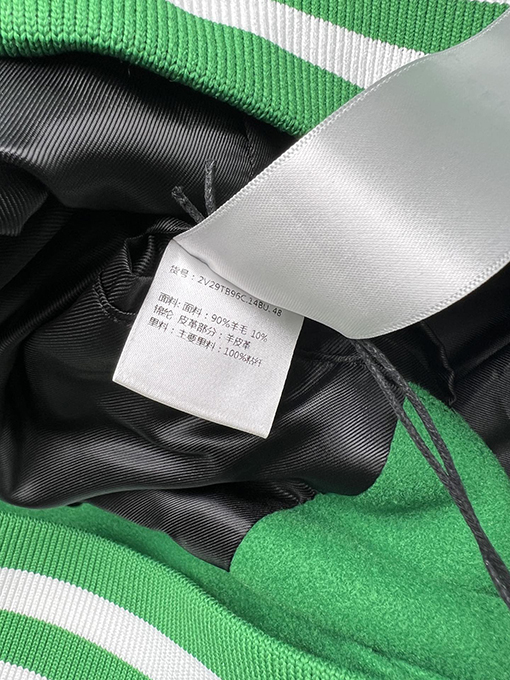 款号: 2V29TB96C.14BU.48
面料: 面料: 90%羊毛 10%
锦纶 皮革部分: 羊皮革
里料: 主要里料: 100%粘纤